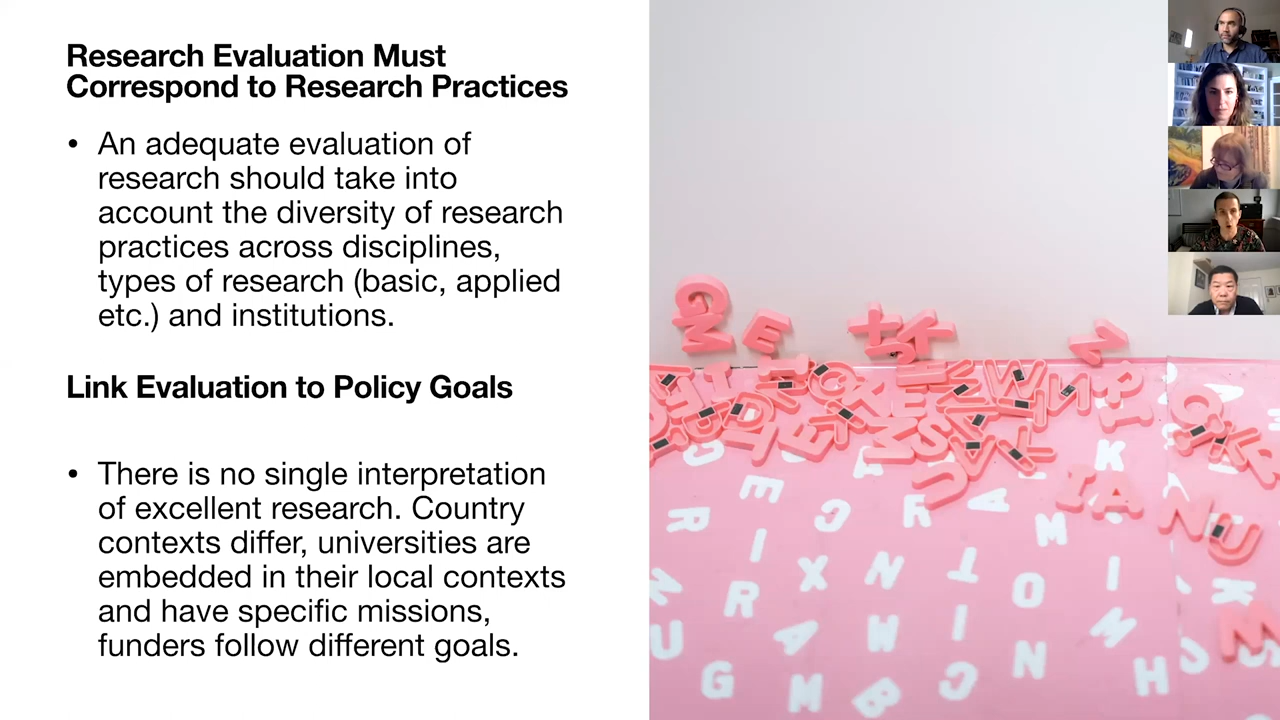 Research Evaluation Must
Correspond to Research Practices
• An adequate evaluation of
research should take into
account the diversity of research
practices across disciplines,
types of research (basic, applied
etc.) and institutions.
Link Evaluation to Policy Goals
• There is no single interpretation
of excellent research. Country
contexts differ, universities are
embedded in their local contexts
and have specific missions,
funders follow different goals.